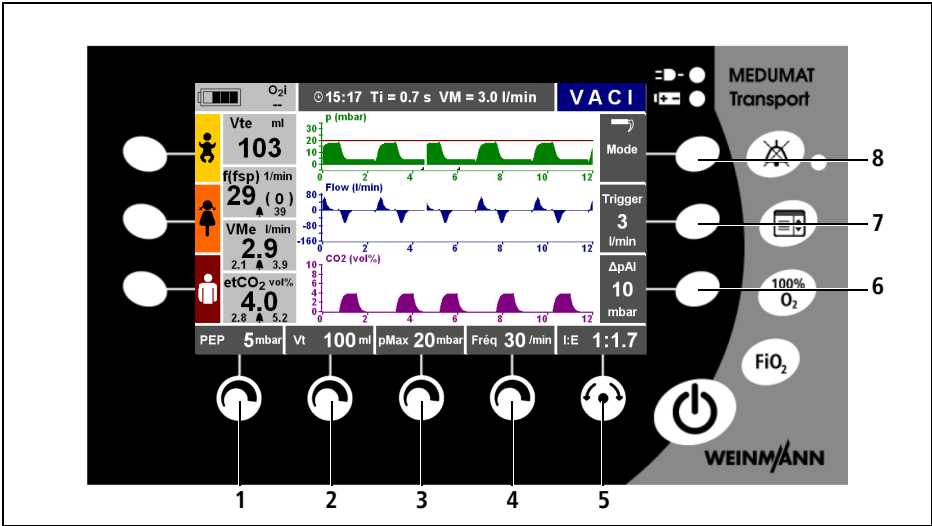 O2i
--
15:17 Ti = 0.7 s VM = 3.0 l/min
VACI
MEDUMAT
Transport
Vte ml
103
f(fsp) 1/min
29 (0)
39
VMe l/min
2.9
2.1 3.9
etCO2 vol%
4.0
2.8 5.2
p (mbar)
30
20
10
0
0 2 4 6 8 10 12
Flow (l/min)
80
0
-80
-160
0 2 4 6 8 10 12
CO2 (vol%)
10
8
6
4
2
0
0 2 4 6 8 10 12
Mode
Trigger
3
l/min
ΔpAI
10
mbar
8
7
6
100%
O2
FiO2
PEP 5 mbar
Vt 100 ml
pMax 20 mbar
Fréq 30 /min
I:E 1:1.7
WEINMANN
1 2 3 4 5